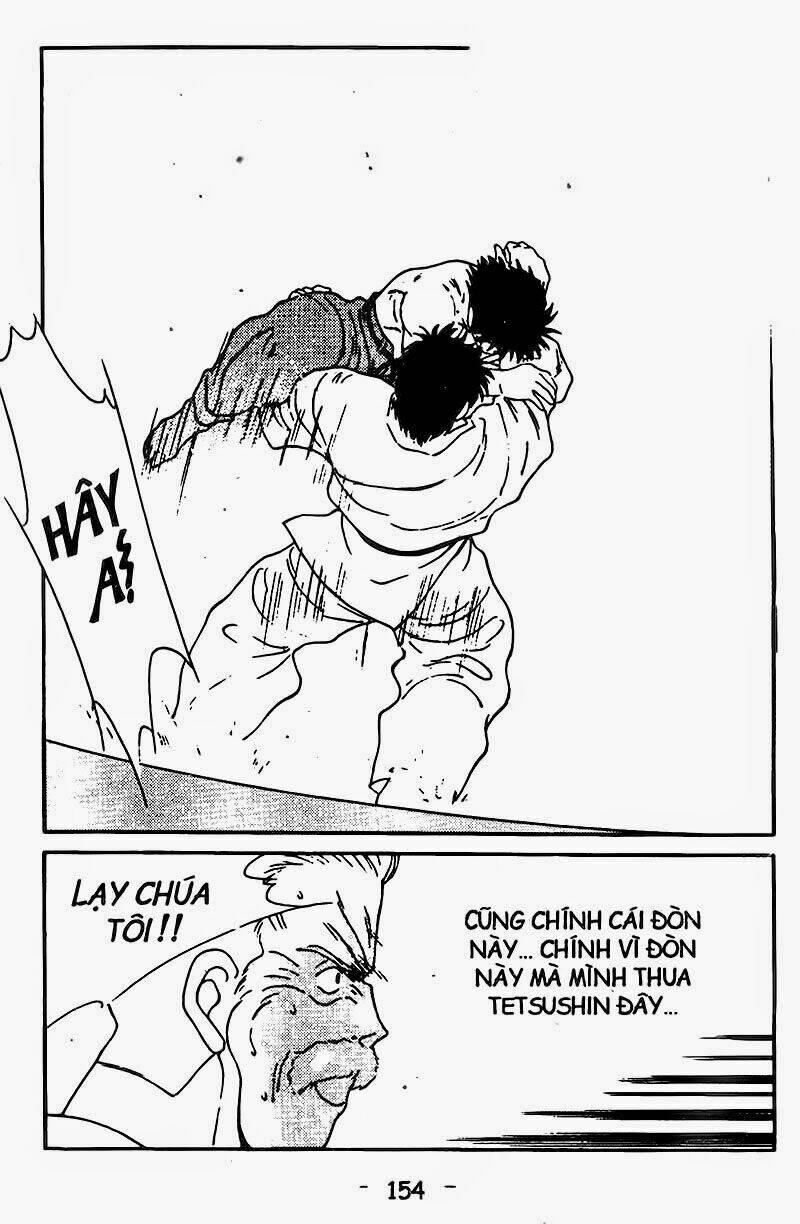 HÂY
Á!
LẠY CHÚA
TÔI!!
CŨNG CHÍNH CÁI ĐÒN
NÀY... CHÍNH VÌ ĐÒN
NÀY MÀ MÌNH THUA
TETSUSHIN ĐÂY...
- 154 -